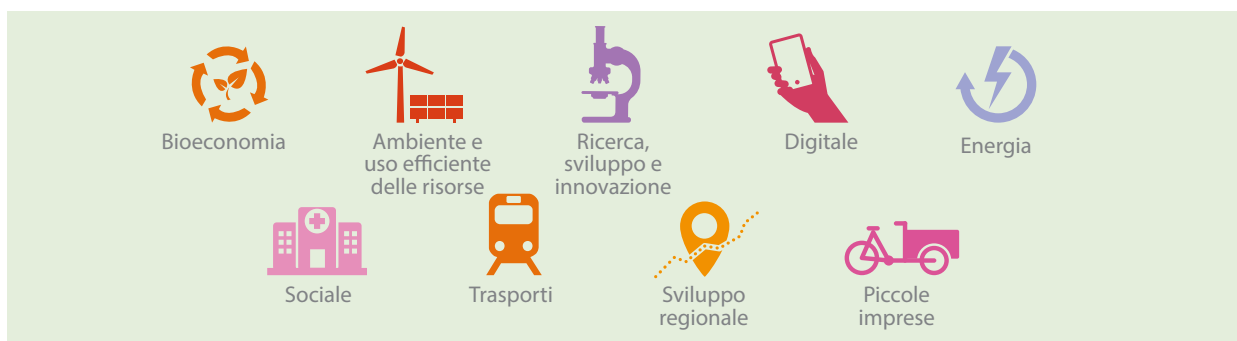 Bioeconomia
Ambiente e
uso efficiente
delle risorse
Ricerca,
sviluppo e
innovazione
Digitale
Energia
Sociale
Trasporti
Sviluppo
regionale
Piccole
imprese